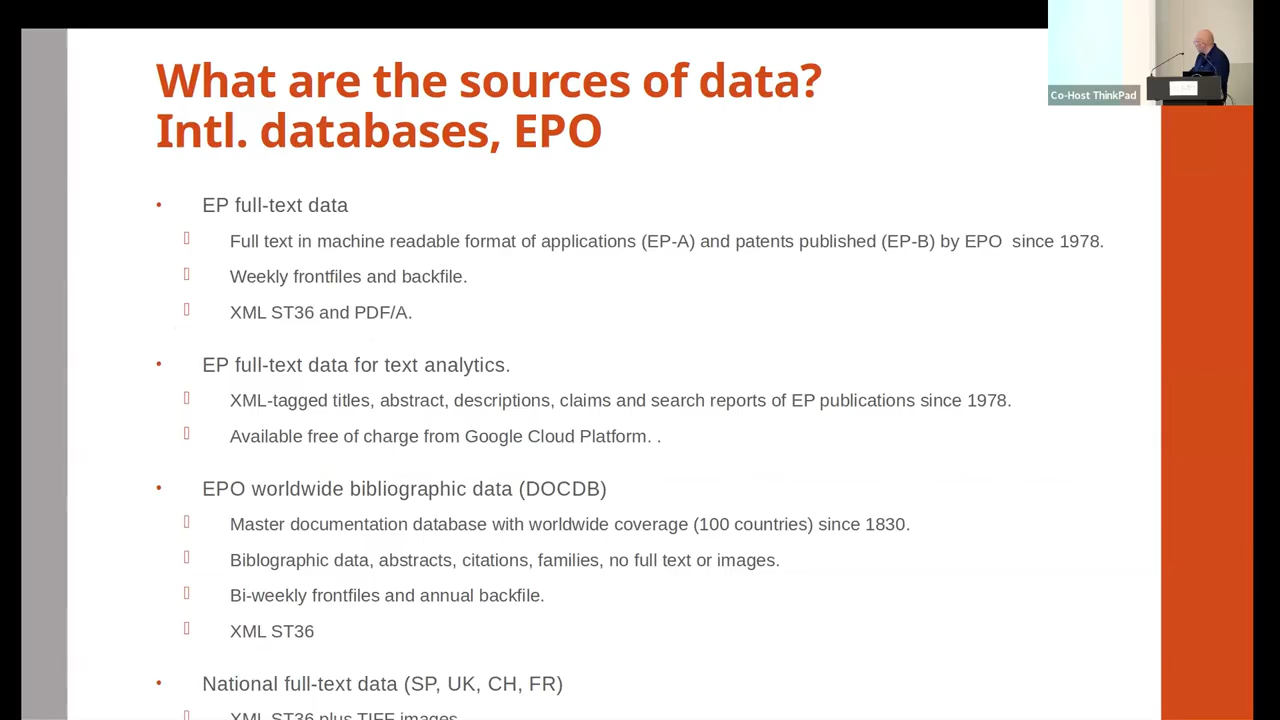 What are the sources of data?
Intl. databases, EPO
Co-Host ThinkPad
• EP full-text data
Full text in machine readable format of applications (EP-A) and patents published (EP-B) by EPO since 1978.
Weekly frontfiles and backfile.
XML ST36 and PDF/A.
• EP full-text data for text analytics.
XML-tagged titles, abstract, descriptions, claims and search reports of EP publications since 1978.
Available free of charge from Google Cloud Platform. .
• EPO worldwide bibliographic data (DOCDB)
Master documentation database with worldwide coverage (100 countries) since 1830.
Biblographic data, abstracts, citations, families, no full text or images.
Bi-weekly frontfiles and annual backfile.
XML ST36
• National full-text data (SP, UK, CH, FR)
XML ST36 plus TIFF images